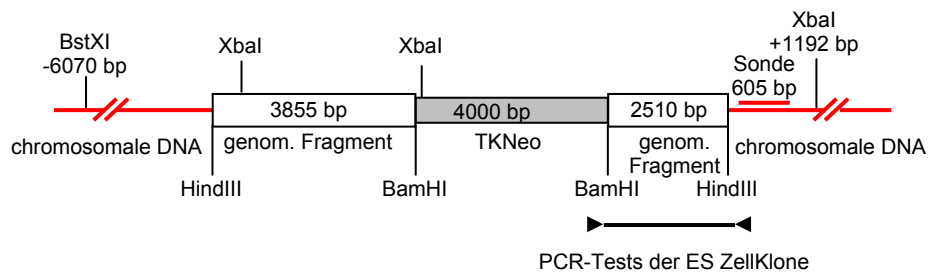 XbaI
+1192 bp
BstXI
-6070 bp
XbaI
XbaI
Sonde
605 bp
3855 bp
4000 bp
2510 bp
chromosomale DNA
genom. Fragment
TKNeo
genom.
Fragment
chromosomale DNA
HindIII
BamHI
BamHI
HindIII
PCR-Tests der ES ZellKlone